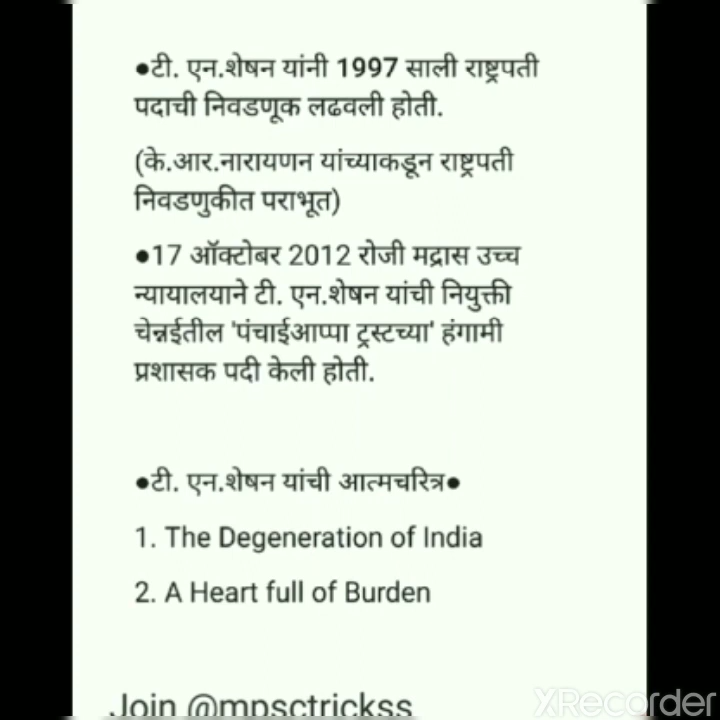 ●टी. एन.शेषन यांनी 1997 साली राष्ट्रपती
पदाची निवडणूक लढवली होती.
(के.आर.नारायणन यांच्याकडून राष्ट्रपती
निवडणुकीत पराभूत)
●17 ऑक्टोबर 2012 रोजी मद्रास उच्च
न्यायालयाने टी. एन.शेषन यांची नियुक्ती
चेन्नईतील 'पंचाईआप्पा ट्रस्टच्या' हंगामी
प्रशासक पदी केली होती.
●टी. एन.शेषन यांची आत्मचरित्र●
1. The Degeneration of India
2. A Heart full of Burden
Join @mpsctrickss
XRecorder